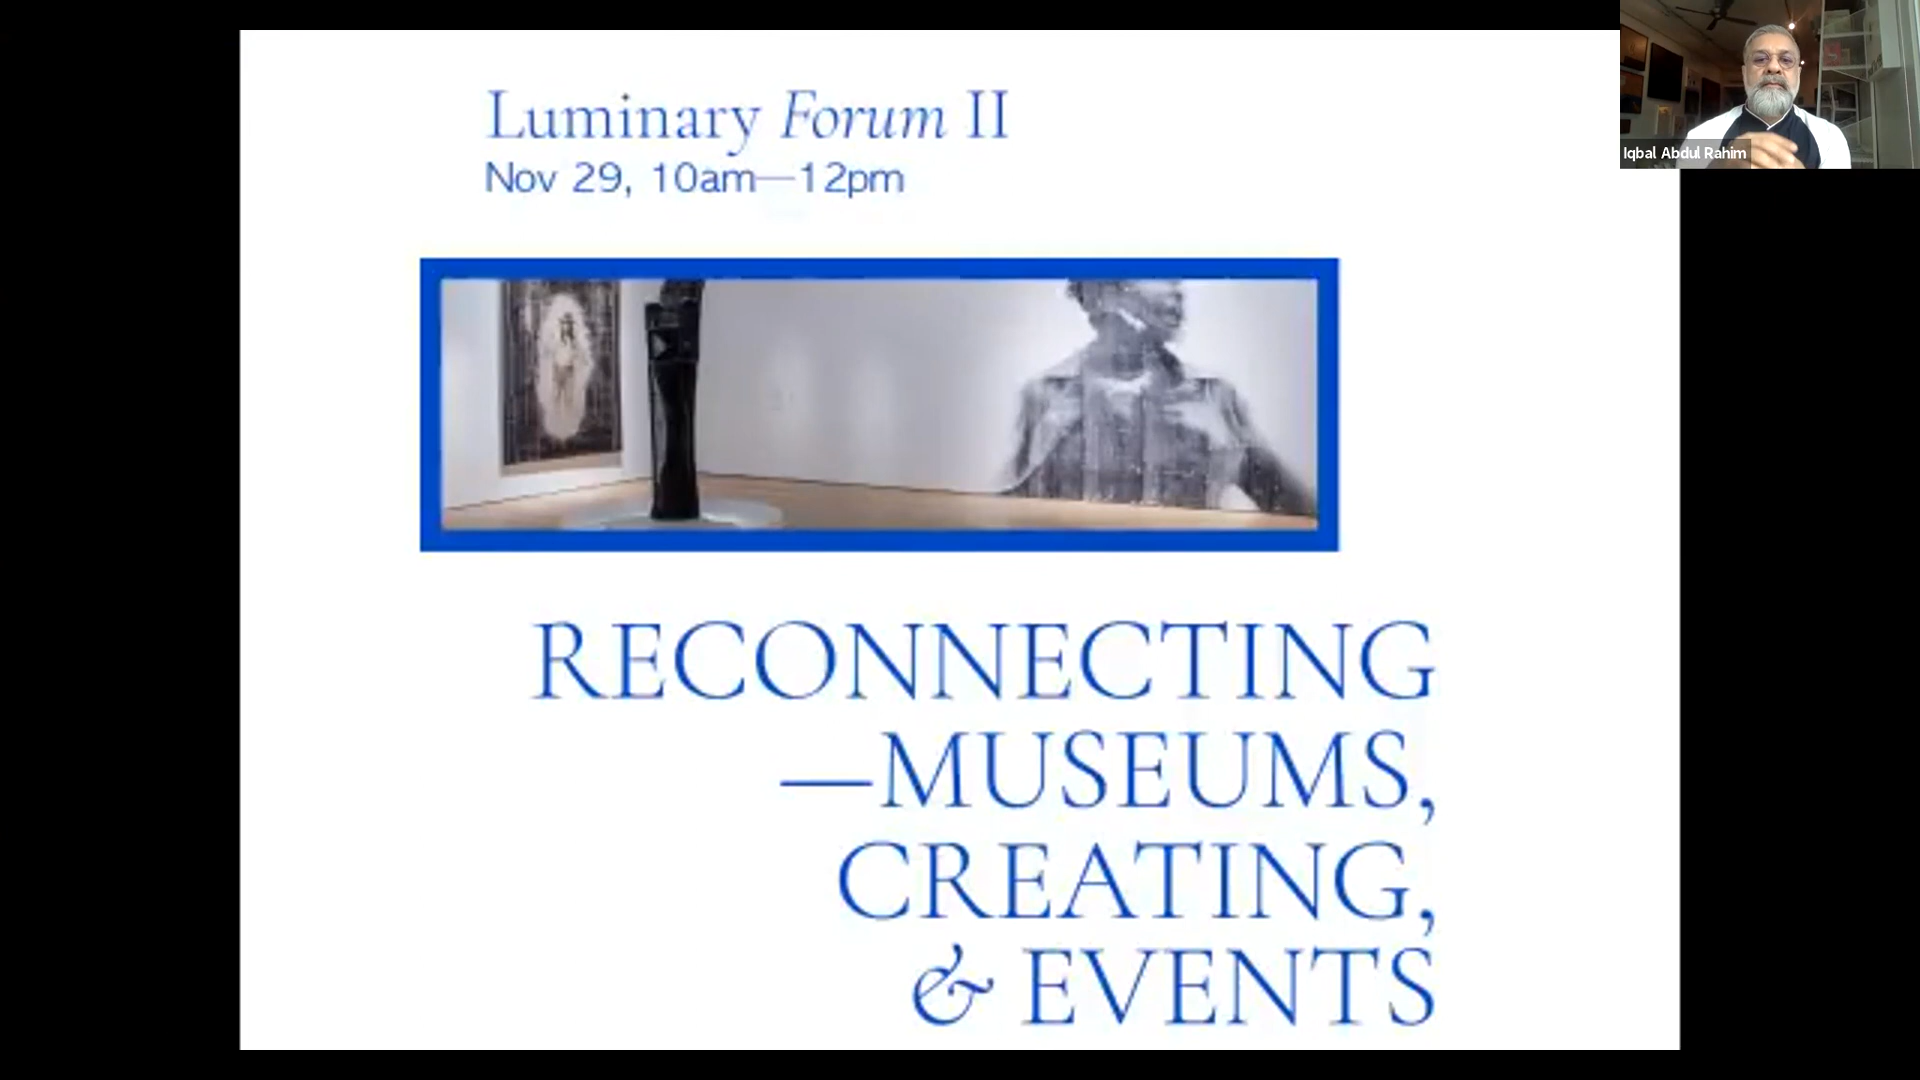 Luminary Forum II
Nov 29, 10am—12pm
Iqbal Abdul Rahim
RECONNECTING
—MUSEUMS,
CREATING,
& EVENTS